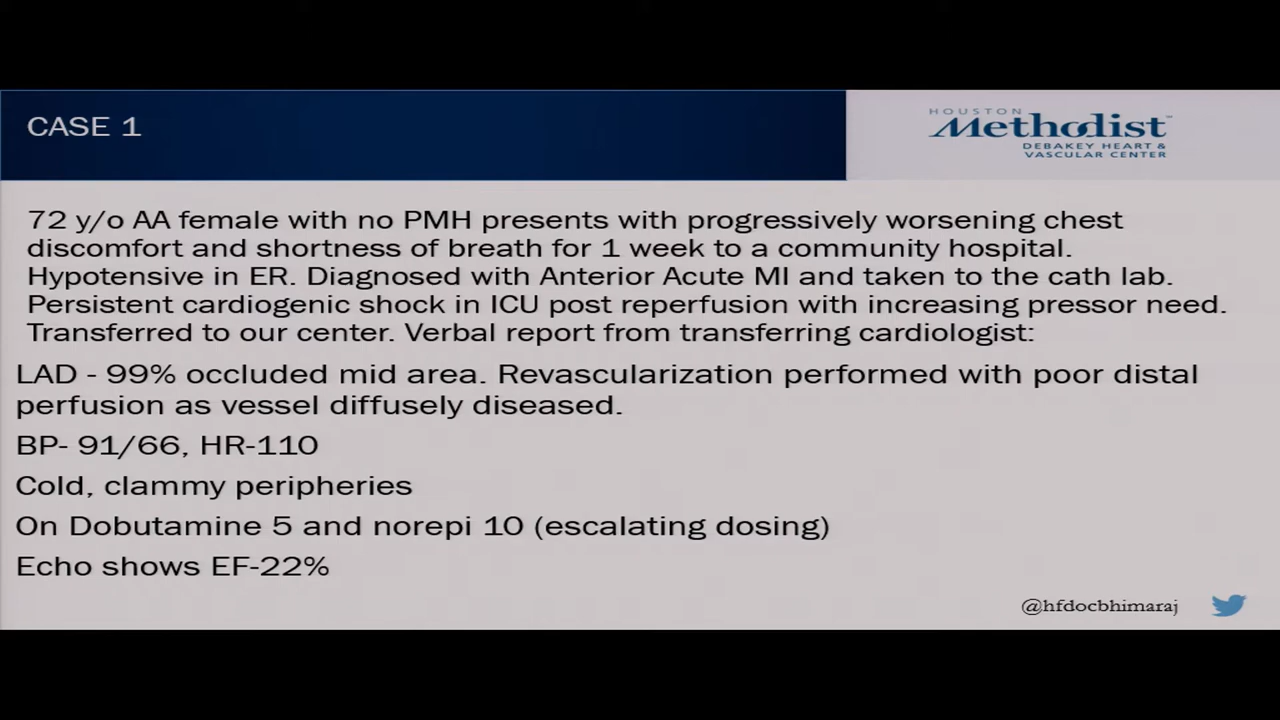 CASE 1
HOUSTON
Methodist
DEBAKEY HEART &
VASCULAR CENTER
72 y/o AA female with no PMH presents with progressively worsening chest
discomfort and shortness of breath for 1 week to a community hospital.
Hypotensive in ER. Diagnosed with Anterior Acute MI and taken to the cath lab.
Persistent cardiogenic shock in ICU post reperfusion with increasing pressor need.
Transferred to our center. Verbal report from transferring cardiologist:
LAD - 99% occluded mid area. Revascularization performed with poor distal
perfusion as vessel diffusely diseased.
BP- 91/66, HR-110
Cold, clammy peripheries
On Dobutamine 5 and norepi 10 (escalating dosing)
Echo shows EF-22%
@hfdocbhimaraj